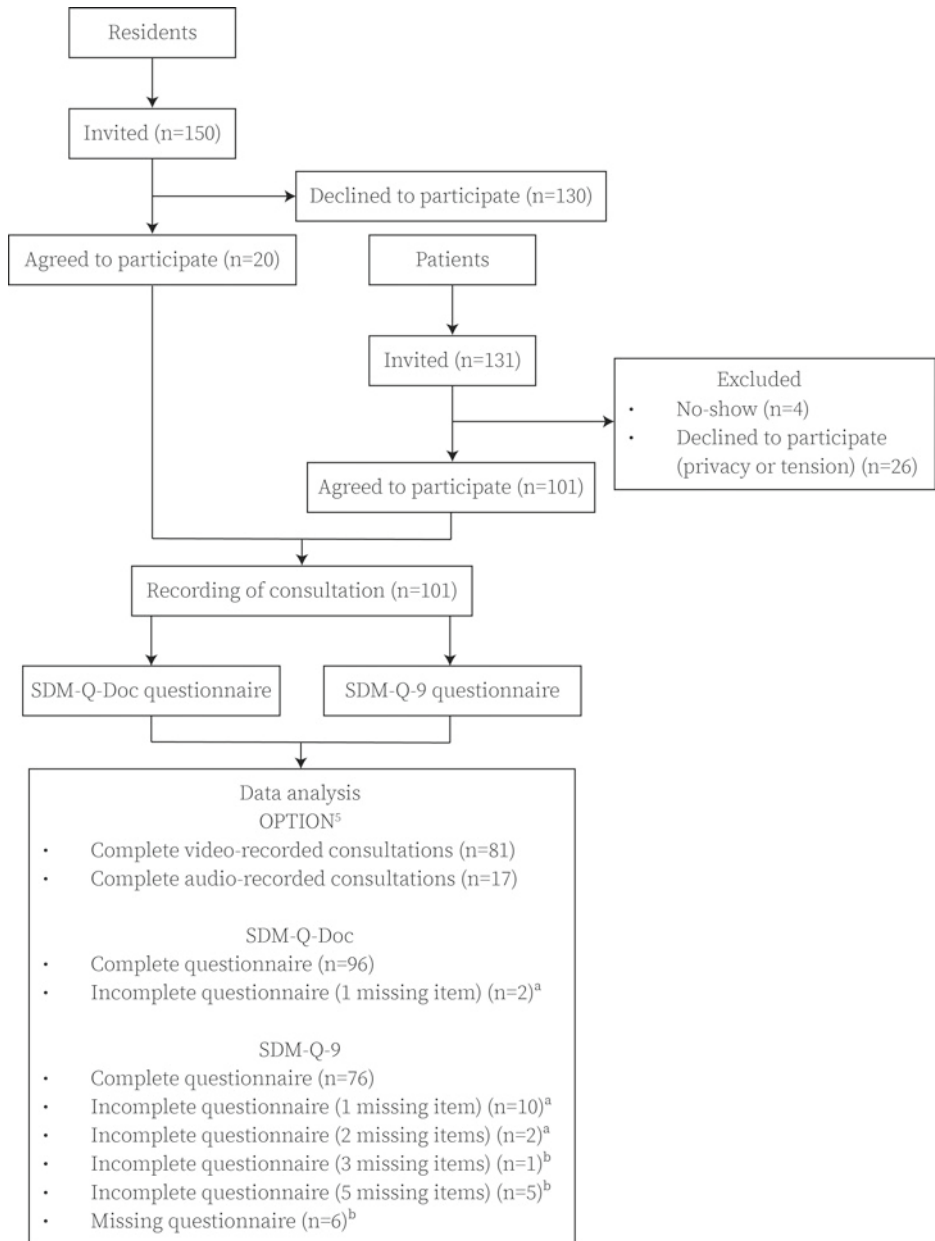 Residents
Invited (n=150)
Declined to participate (n=130)
Agreed to participate (n=20)
Patients
Invited (n=131)
Excluded
• No-show (n=4)
• Declined to participate
(privacy or tension) (n=26)
Agreed to participate (n=101)
Recording of consultation (n=101)
SDM-Q-Doc questionnaire
SDM-Q-9 questionnaire
Data analysis
OPTION⁵
• Complete video-recorded consultations (n=81)
• Complete audio-recorded consultations (n=17)
SDM-Q-Doc
• Complete questionnaire (n=96)
• Incomplete questionnaire (1 missing item) (n=2)ᵃ
SDM-Q-9
• Complete questionnaire (n=76)
• Incomplete questionnaire (1 missing item) (n=10)ᵃ
• Incomplete questionnaire (2 missing items) (n=2)ᵃ
• Incomplete questionnaire (3 missing items) (n=1)ᵇ
• Incomplete questionnaire (5 missing items) (n=5)ᵇ
• Missing questionnaire (n=6)ᵇ